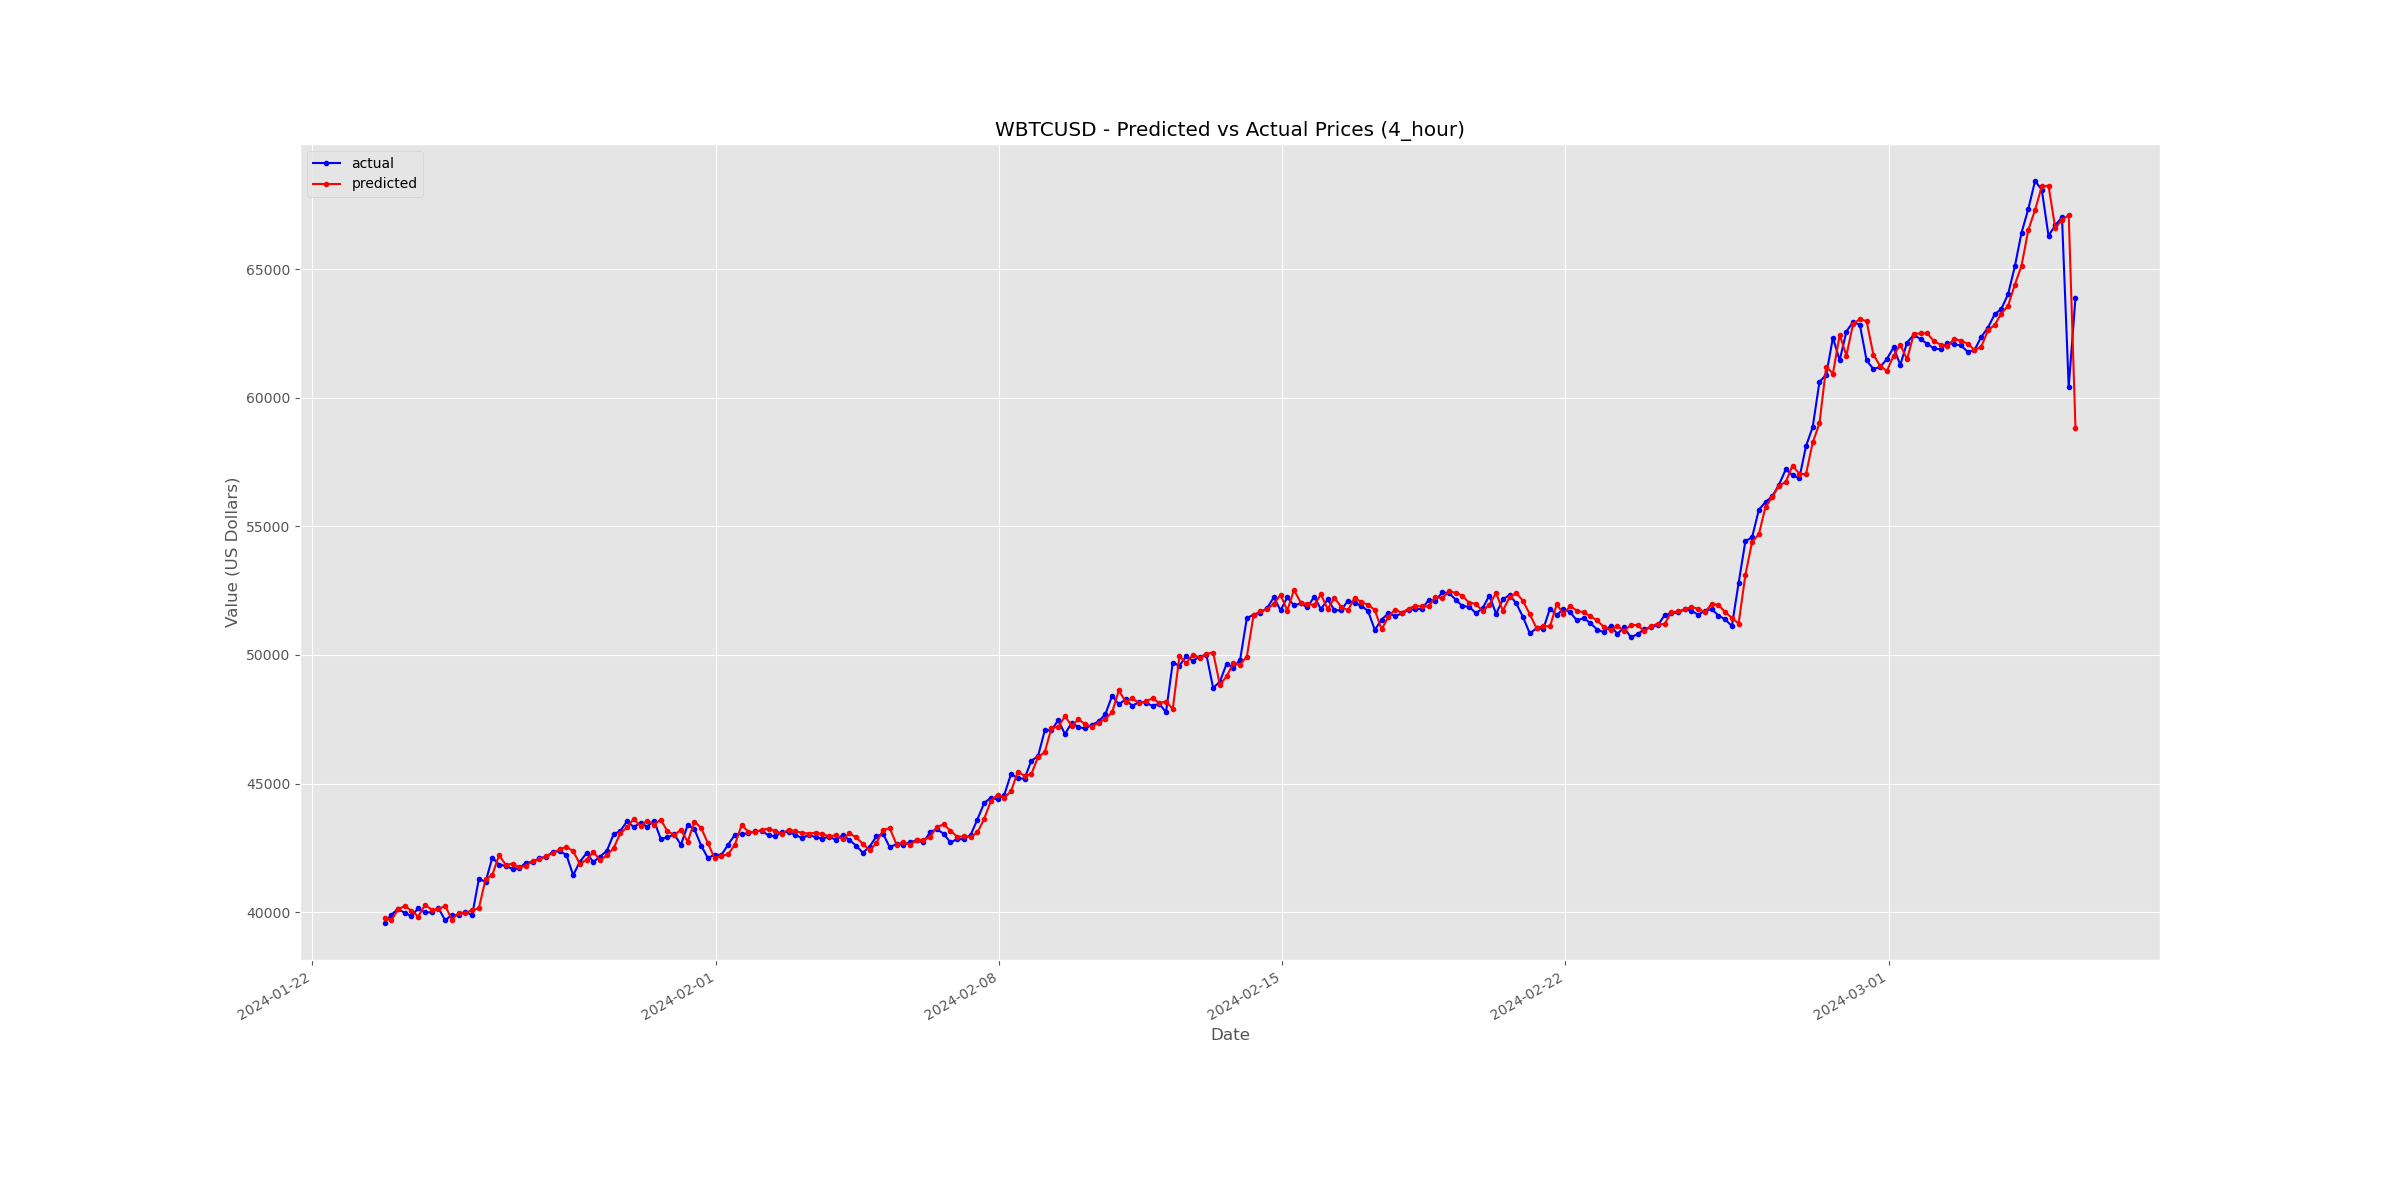 WBTCUSD - Predicted vs Actual Prices (4_hour)
actual
predicted
Value (US Dollars)
65000
60000
55000
50000
45000
40000
2024-01-22
2024-02-01
2024-02-08
2024-02-15
2024-02-22
2024-03-01
Date